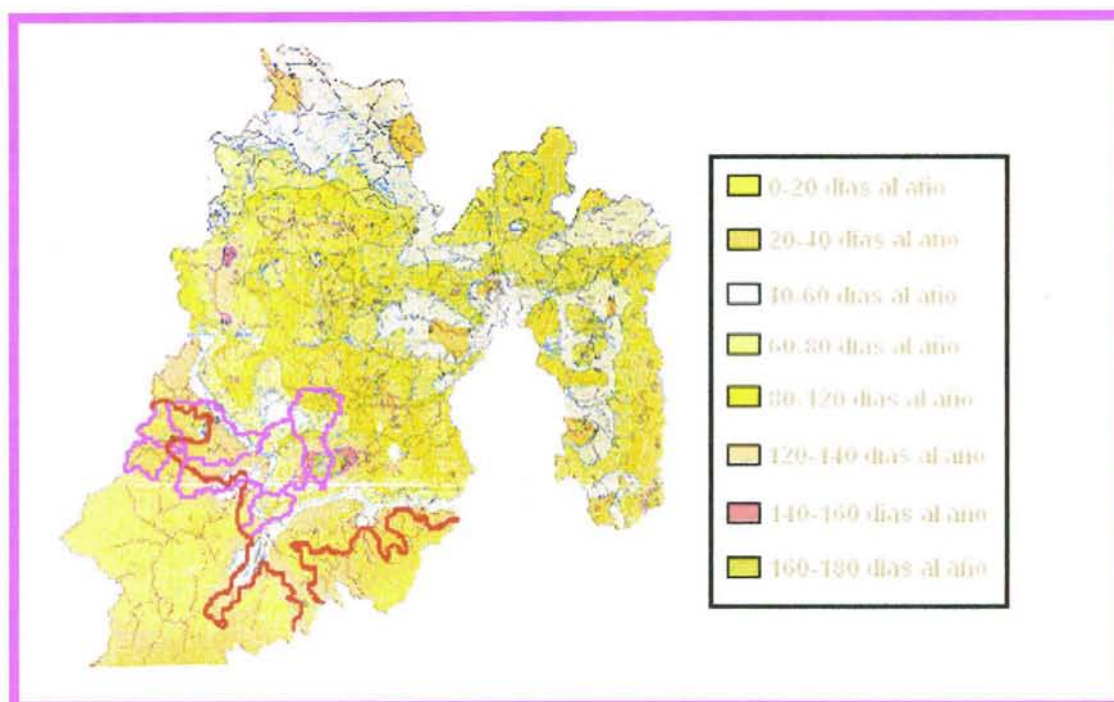 0-20 días al año
20-40 días al año
40-60 días al año
60-80 días al año
80-120 días al año
120-140 días al año
140-160 días al año
160-180 días al año